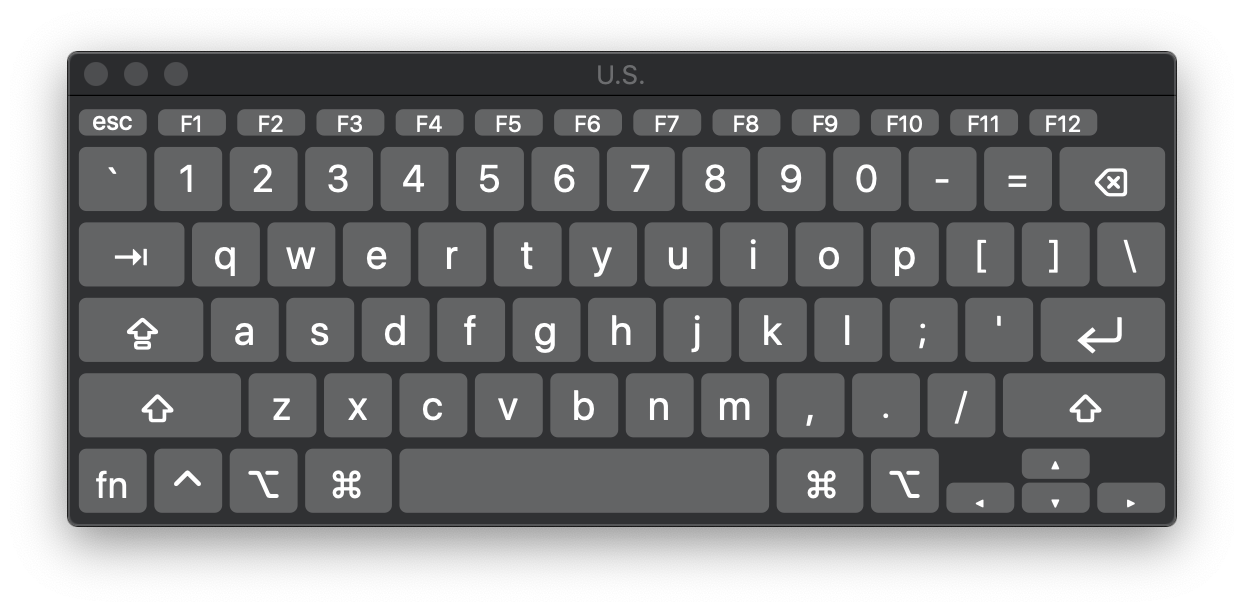 U.S.
esc F1 F2 F3 F4 F5 F6 F7 F8 F9 F10 F11 F12
` 1 2 3 4 5 6 7 8 9 0 - =
q w e r t y u i o p [ ] \
a s d f g h j k l ; '
z x c v b n m , . /
fn ^ ⌥ ⌘ ⌘ ⌥